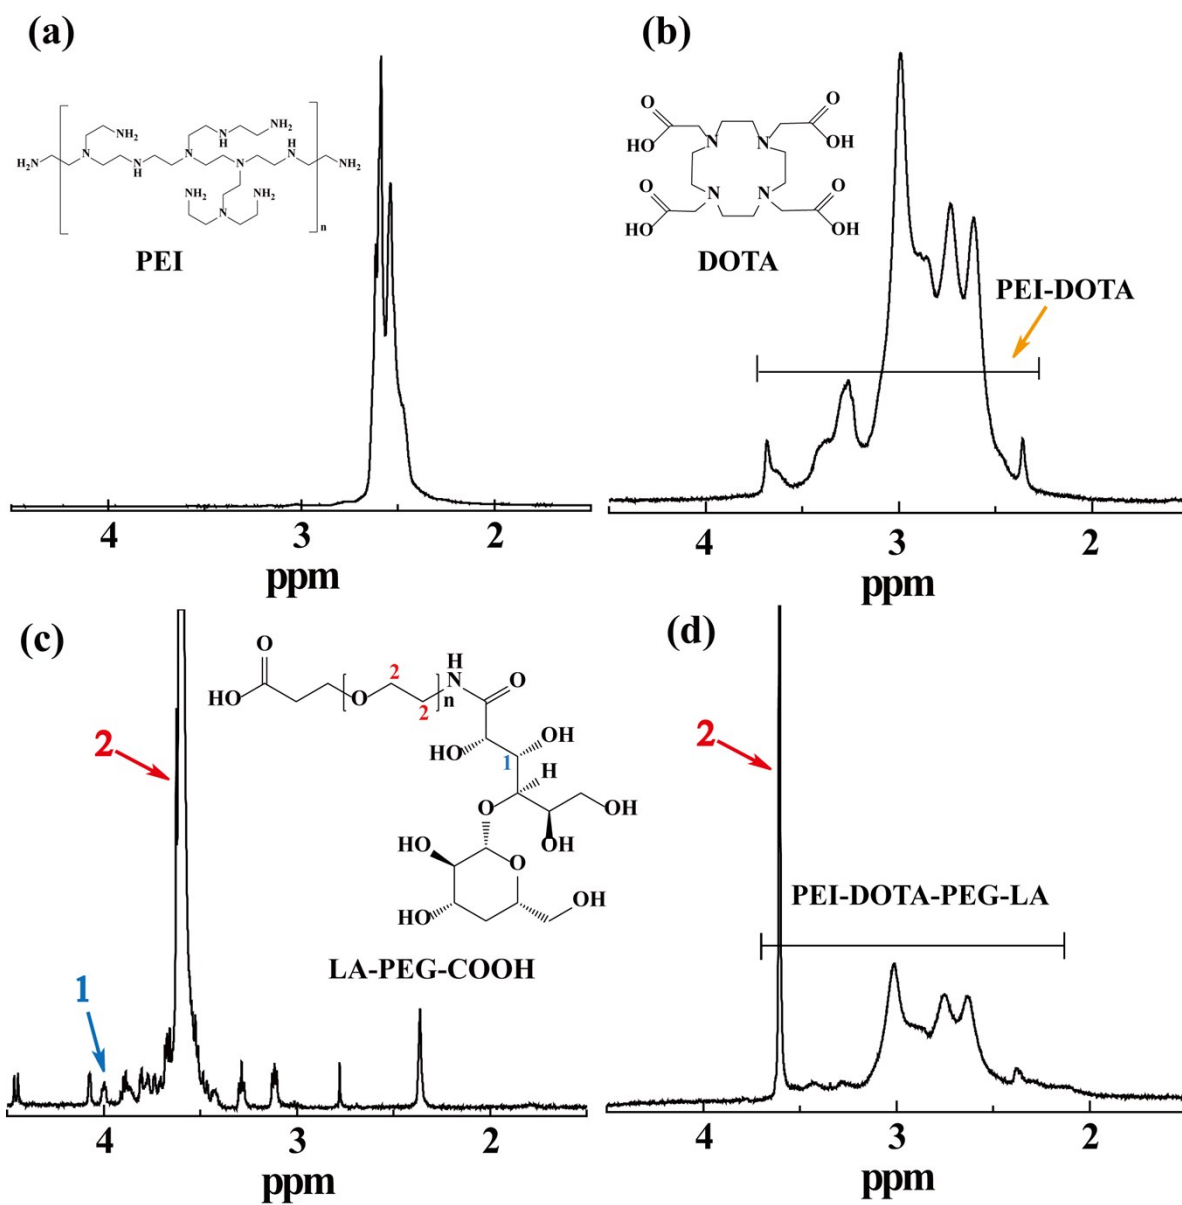 (a)
NH2
H
N
NH2
N
N
H2N
N
H
N
H
N
NH2
NH2
NH2
N
n
PEI
4 3 2
ppm
(b)
O
HO
O
OH
N N
N N
O
HO
O
OH
DOTA
PEI-DOTA
4 3 2
ppm
(c)
O
HO
O
2
2
n
H
N
O
HO
OH
1
H
O
OH
OH
HO
O
HO
OH
LA-PEG-COOH
2
1
4 3 2
ppm
(d)
2
PEI-DOTA-PEG-LA
4 3 2
ppm